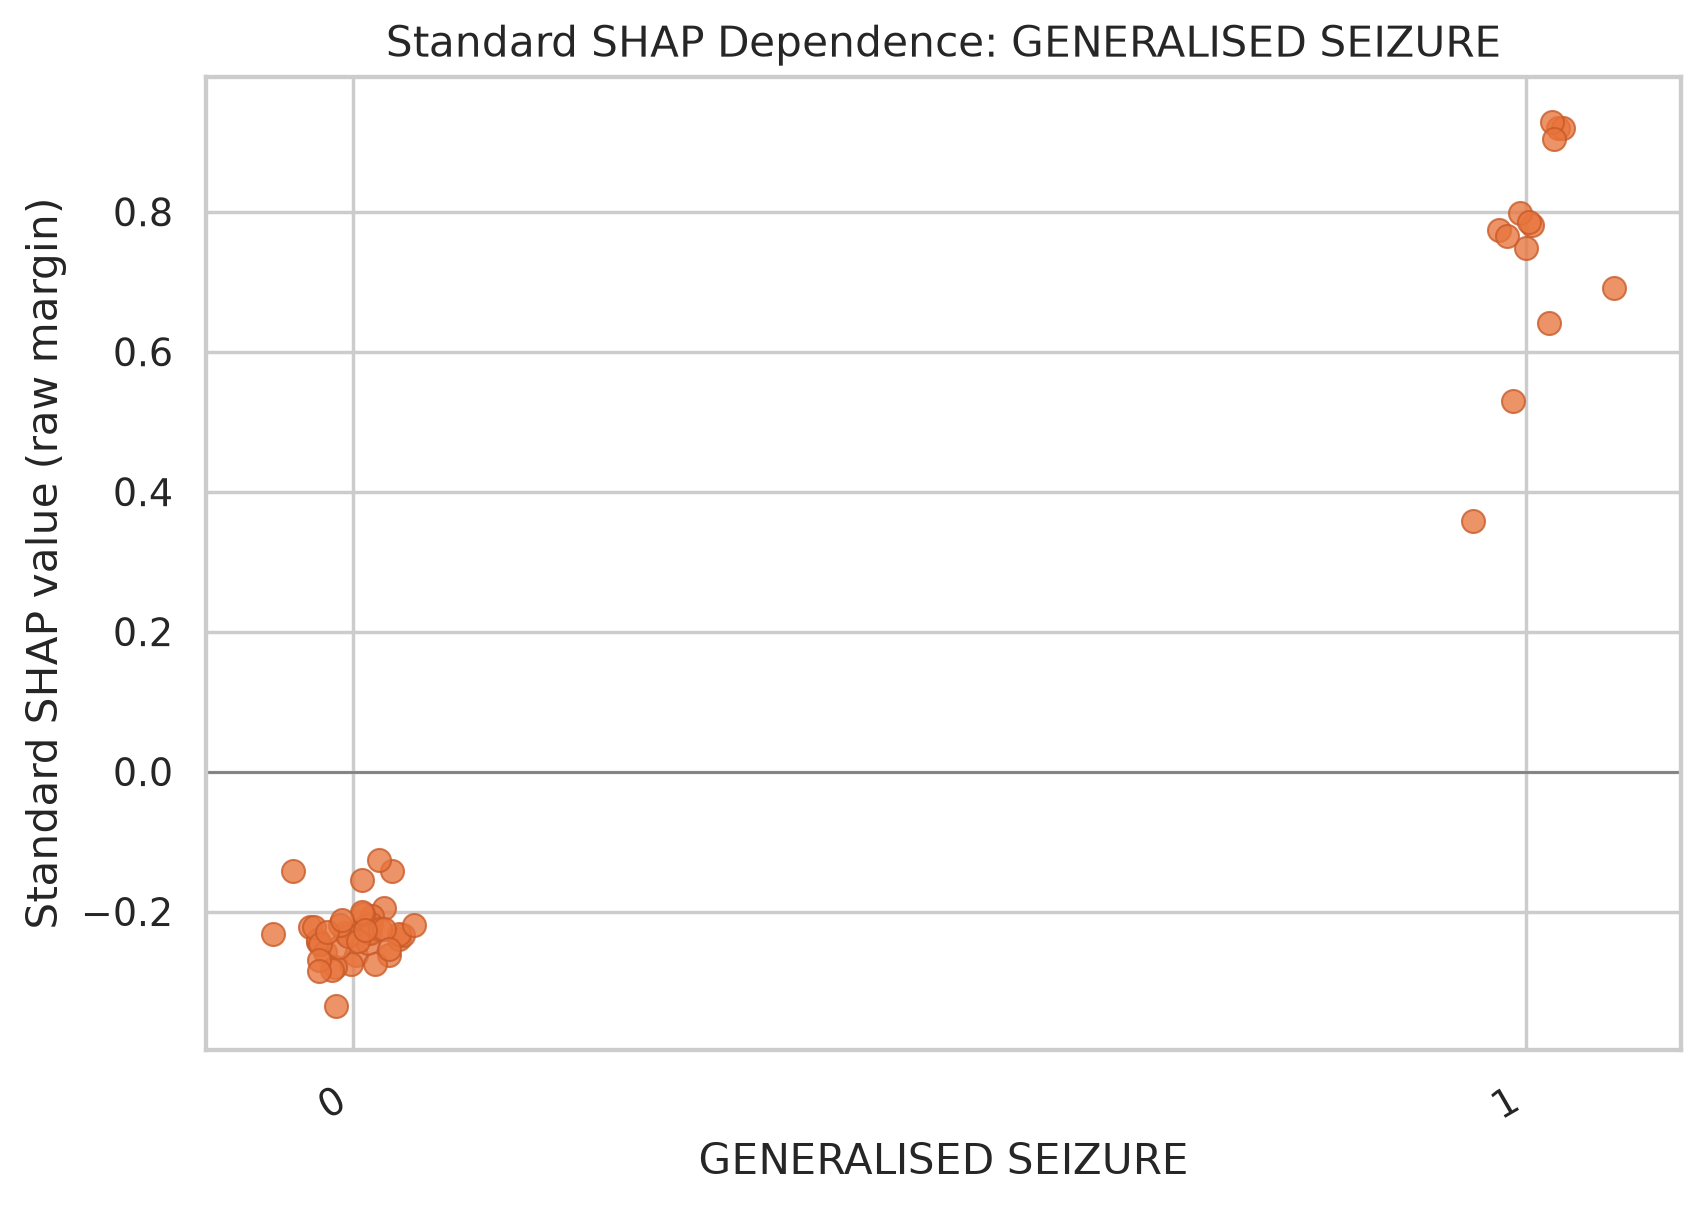 Standard SHAP Dependence: GENERALISED SEIZURE
Standard SHAP value (raw margin)
0.8
0.6
0.4
0.2
0.0
−0.2
0
1
GENERALISED SEIZURE